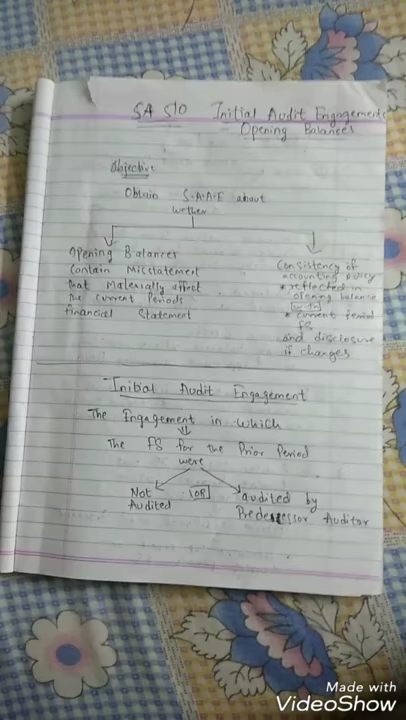 SA 510 Initial Audit Engagements
Opening Balances
Objective
Obtain S.A.A.E about
wether
Opening Balances
Contain Misstatement
that Materially affect
the current Periods
financial Statement
Consistency of
accounting policy
* reflected in
opening balance
with
* current period
FS
and disclosure
if changes
Initial Audit Engagement
The Engagement in which
The FS for the Prior Period
were
Not
Audited
OR
audited by
Predecessor Auditor
Made with
VideoShow